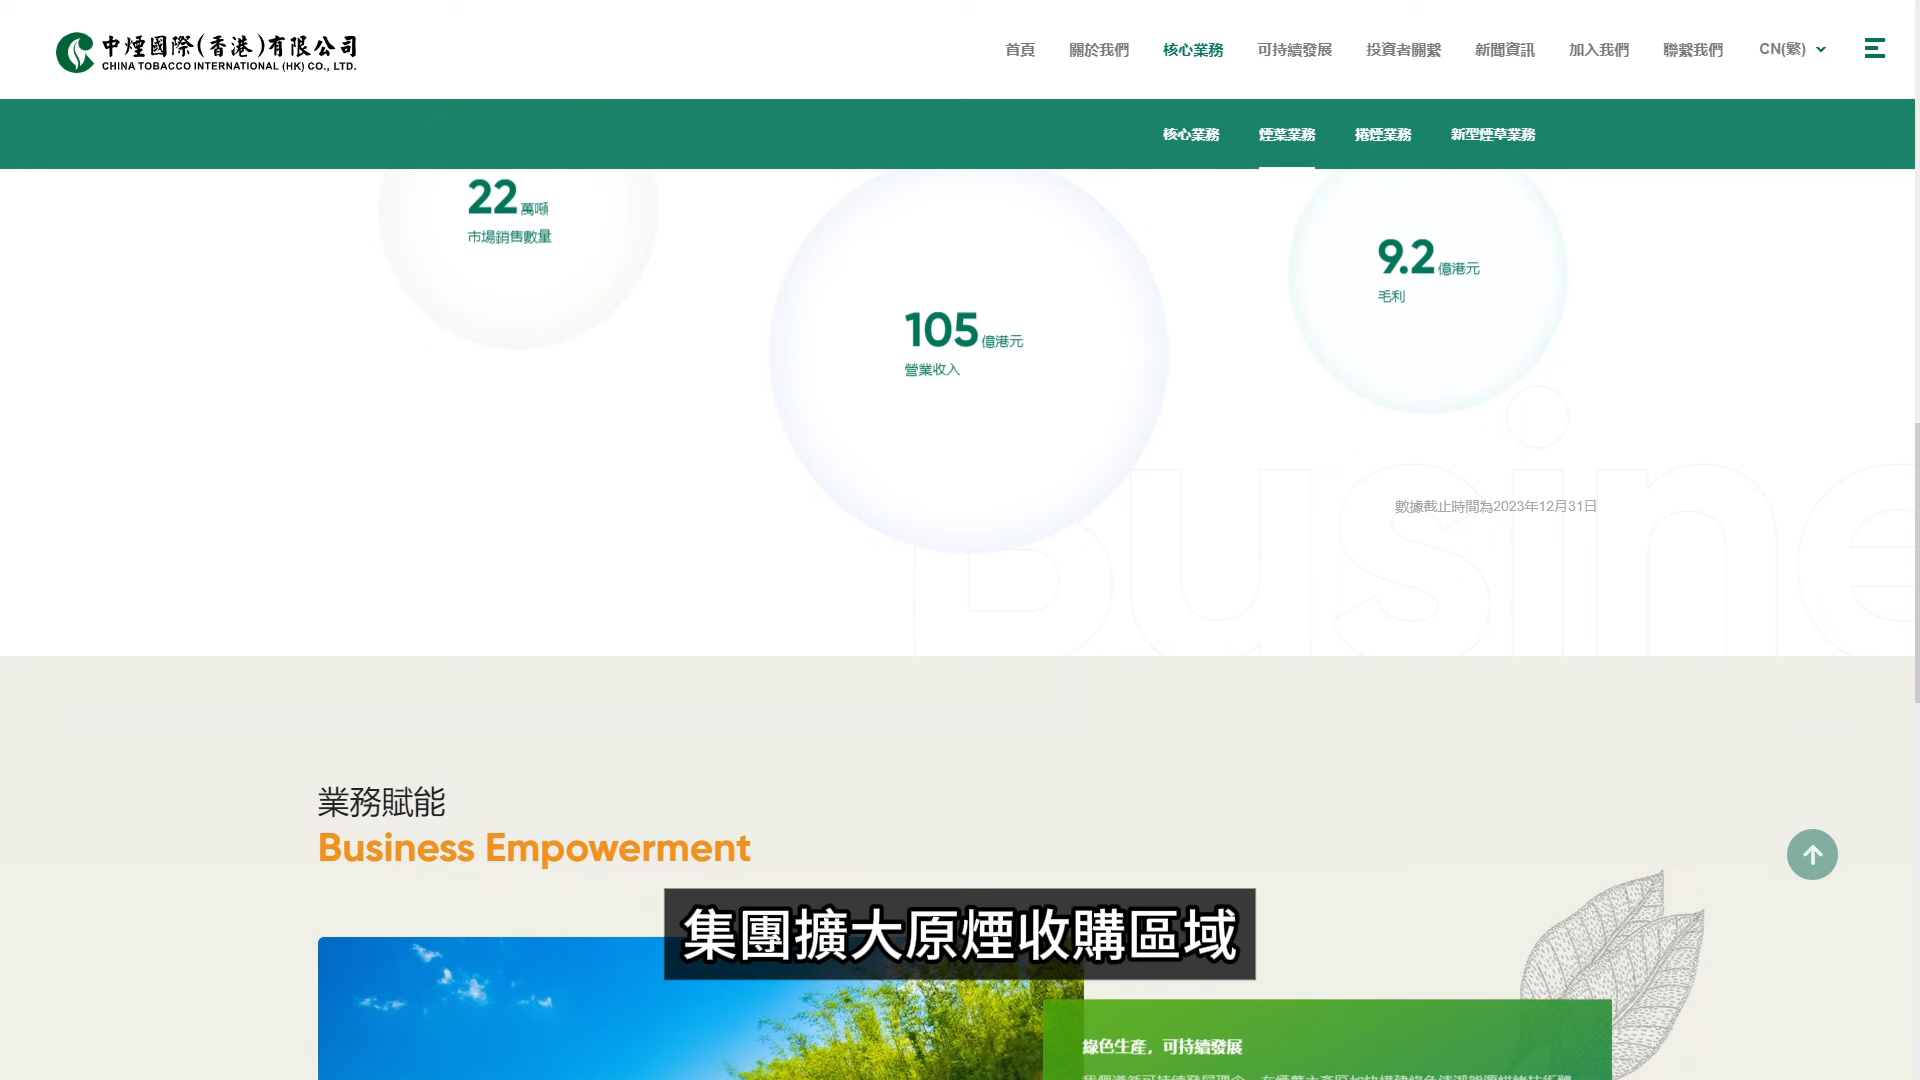 中煙國際(香港)有限公司
CHINA TOBACCO INTERNATIONAL (HK) CO., LTD.
首頁 關於我們 核心業務 可持續發展 投資者關繫 新聞資訊 加入我們 聯繫我們 CN(繁)
核心業務 煙葉業務 捲煙業務 新型煙草業務
22萬噸
市場銷售數量
9.2億港元
毛利
105億港元
營業收入
數據截止時間為2023年12月31日
Busine
業務賦能
Business Empowerment
集團擴大原煙收購區域
綠色生產，可持續發展